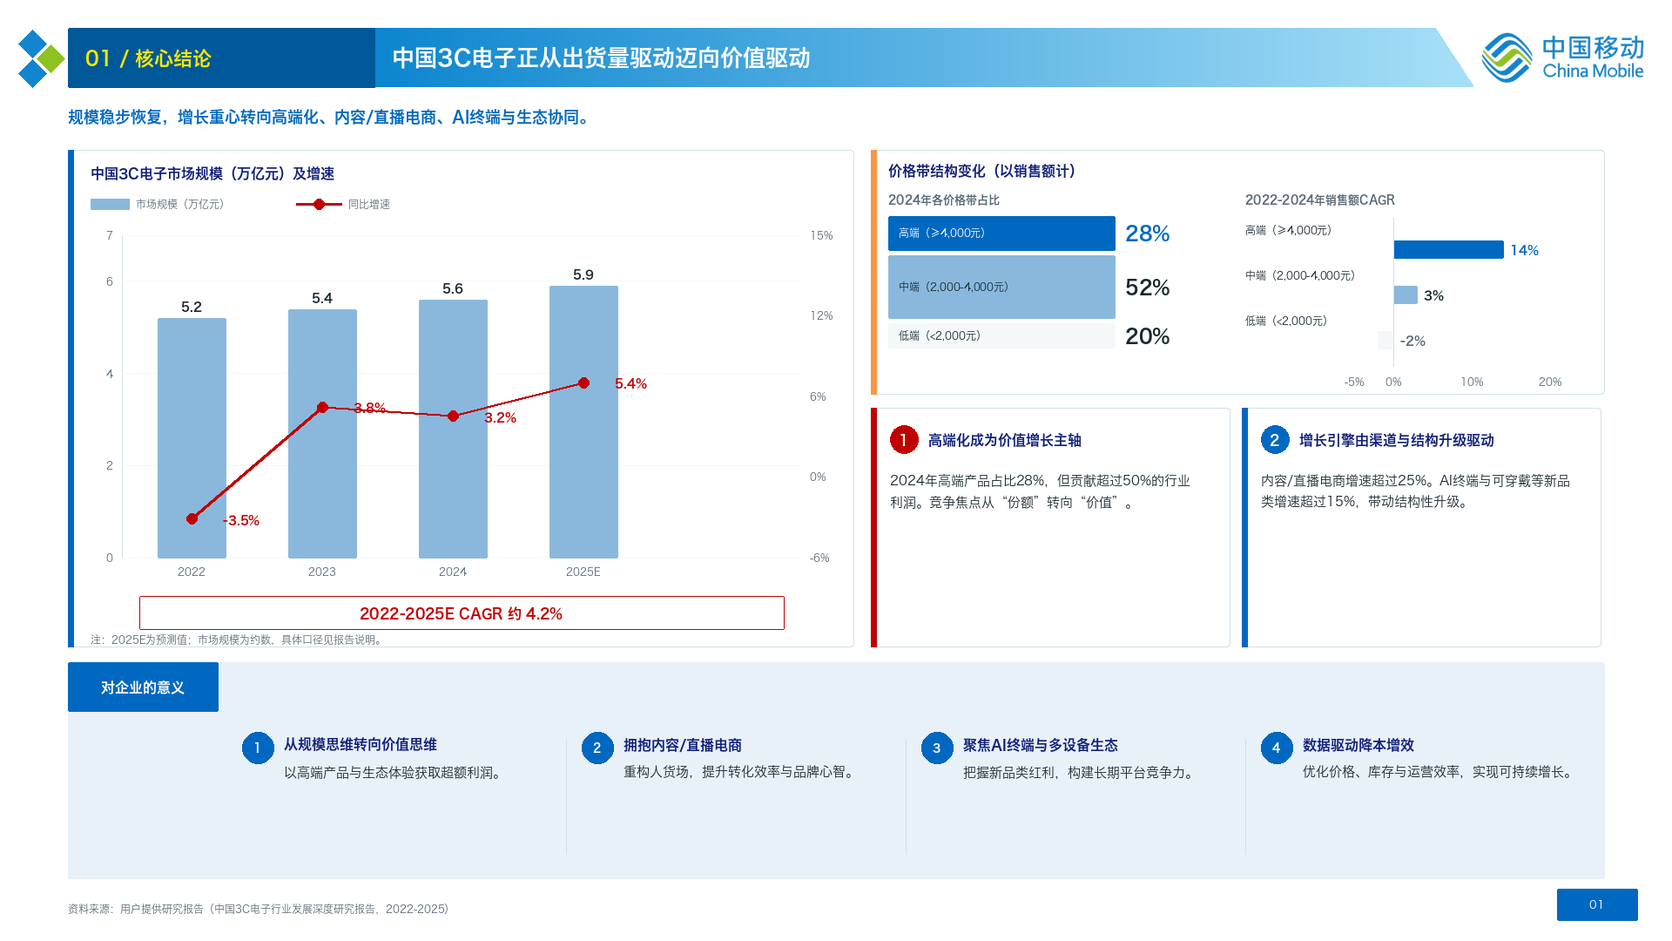 01 / 核心结论
中国3C电子正从出货量驱动迈向价值驱动
中国移动
China Mobile
规模稳步恢复，增长重心转向高端化、内容/直播电商、AI终端与生态协同。
中国3C电子市场规模（万亿元）及增速
市场规模（万亿元） 同比增速
7
6
4
2
0
15%
12%
6%
0%
-6%
5.2
5.4
5.6
5.9
-3.5%
3.8%
3.2%
5.4%
2022 2023 2024 2025E
2022-2025E CAGR 约 4.2%
注：2025E为预测值；市场规模为约数，具体口径见报告说明。
价格带结构变化（以销售额计）
2024年各价格带占比
高端（≥4,000元） 28%
中端（2,000-4,000元） 52%
低端（<2,000元） 20%
2022-2024年销售额CAGR
高端（≥4,000元）
14%
中端（2,000-4,000元）
3%
低端（<2,000元）
-2%
-5% 0% 10% 20%
1 高端化成为价值增长主轴
2024年高端产品占比28%，但贡献超过50%的行业
利润。竞争焦点从“份额”转向“价值”。
2 增长引擎由渠道与结构升级驱动
内容/直播电商增速超过25%。AI终端与可穿戴等新品
类增速超过15%，带动结构性升级。
对企业的意义
1 从规模思维转向价值思维
以高端产品与生态体验获取超额利润。
2 拥抱内容/直播电商
重构人货场，提升转化效率与品牌心智。
3 聚焦AI终端与多设备生态
把握新品类红利，构建长期平台竞争力。
4 数据驱动降本增效
优化价格、库存与运营效率，实现可持续增长。
资料来源：用户提供研究报告（中国3C电子行业发展深度研究报告，2022-2025）
01